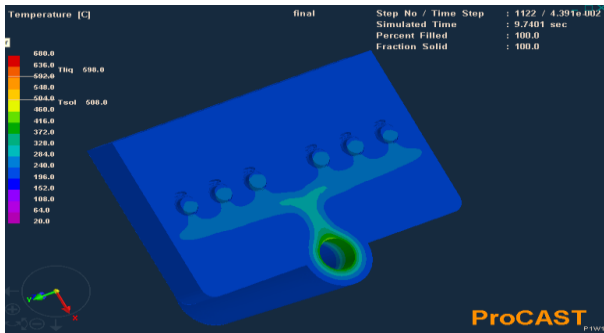 Temperature [C]
final
Step No / Time Step : 1122 / 4.391e-002
Simulated Time : 9.7401 sec
Percent Filled : 100.0
Fraction Solid : 100.0
680.0
636.0
Tliq 590.0
592.0
548.0
504.0
Tsol 500.0
460.0
416.0
372.0
328.0
284.0
240.0
196.0
152.0
108.0
64.0
20.0
Y
X
ProCAST
P1W1